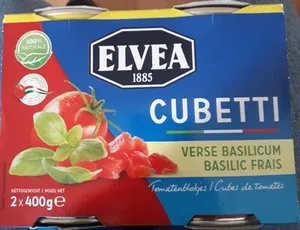 100%
NATURALE
ELVEA
1885
CUBETTI
VERSE BASILICUM
BASILIC FRAIS
Tomatenblokjes / Cubes de tomates
NETTOGEWICHT / POIDS NET
2 x 400g e